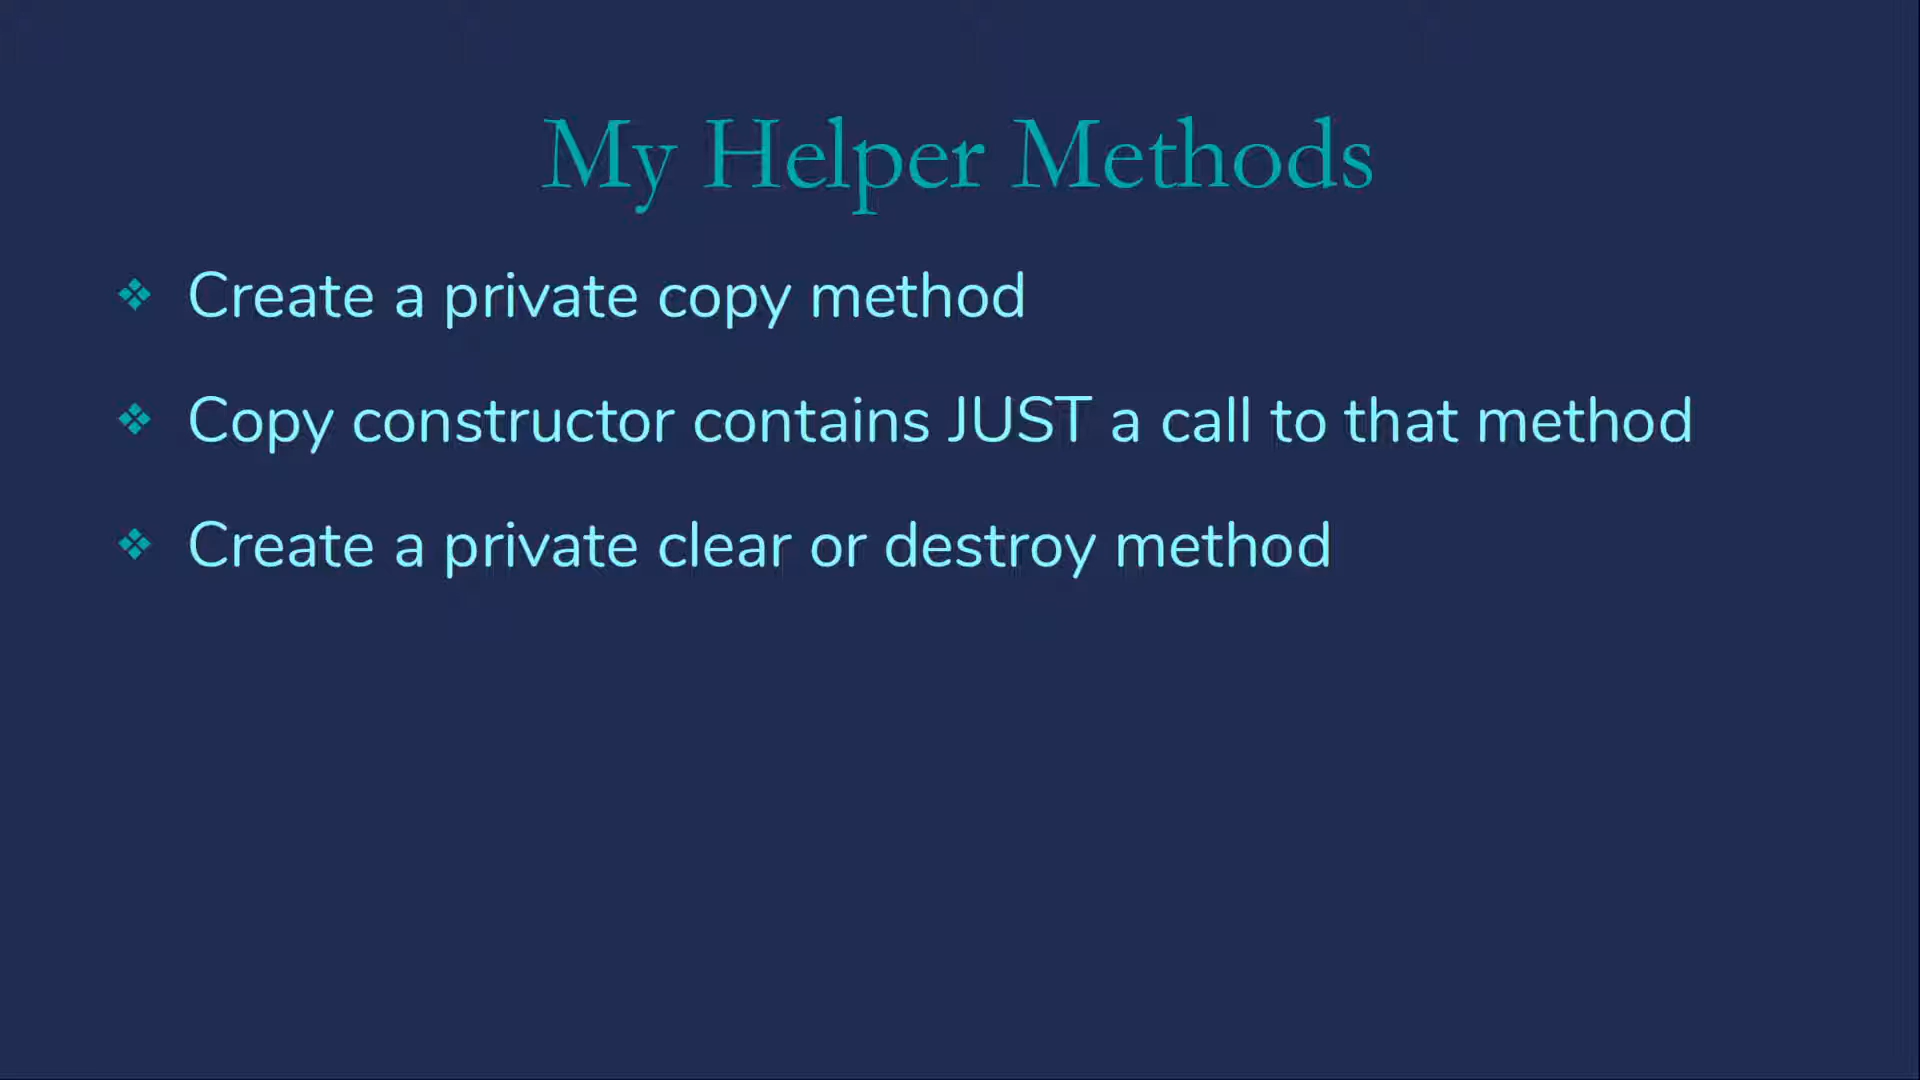 My Helper Methods
❖ Create a private copy method
❖ Copy constructor contains JUST a call to that method
❖ Create a private clear or destroy method